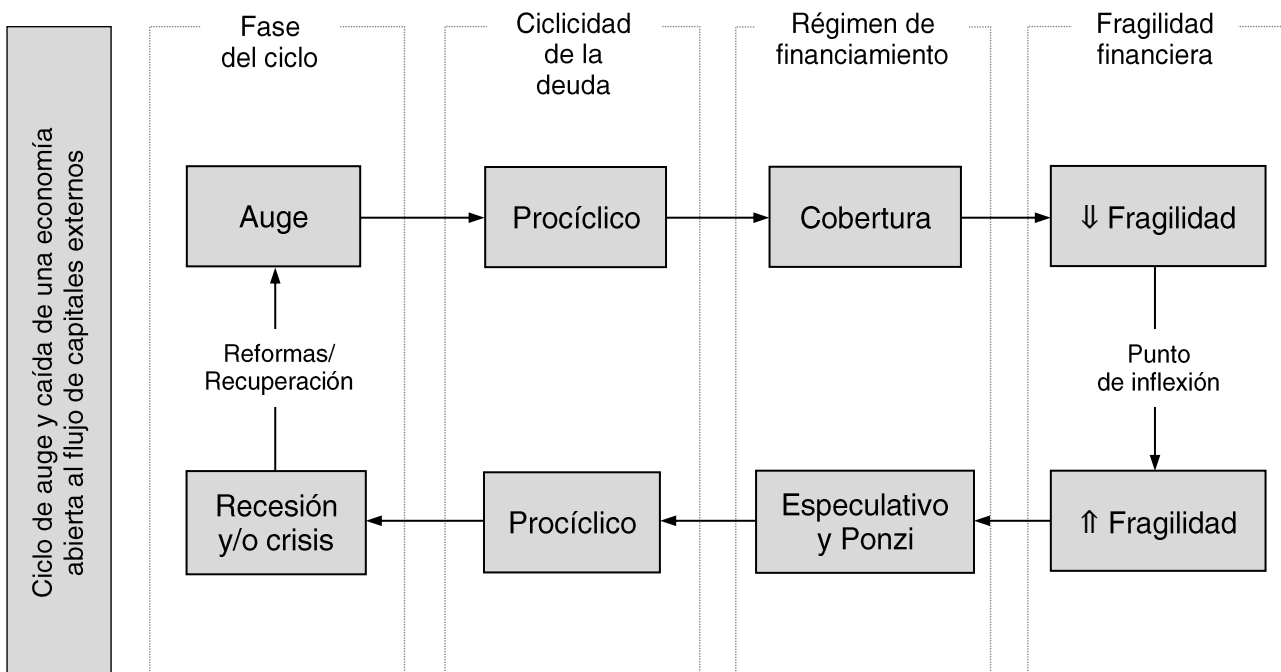 Ciclo de auge y caída de una economía
abierta al flujo de capitales externos
Fase
del ciclo
Ciclicidad
de la
deuda
Régimen de
financiamiento
Fragilidad
financiera
Auge
Procíclico
Cobertura
⇓ Fragilidad
Reformas/
Recuperación
Punto
de inflexión
Recesión
y/o crisis
Procíclico
Especulativo
y Ponzi
⇑ Fragilidad